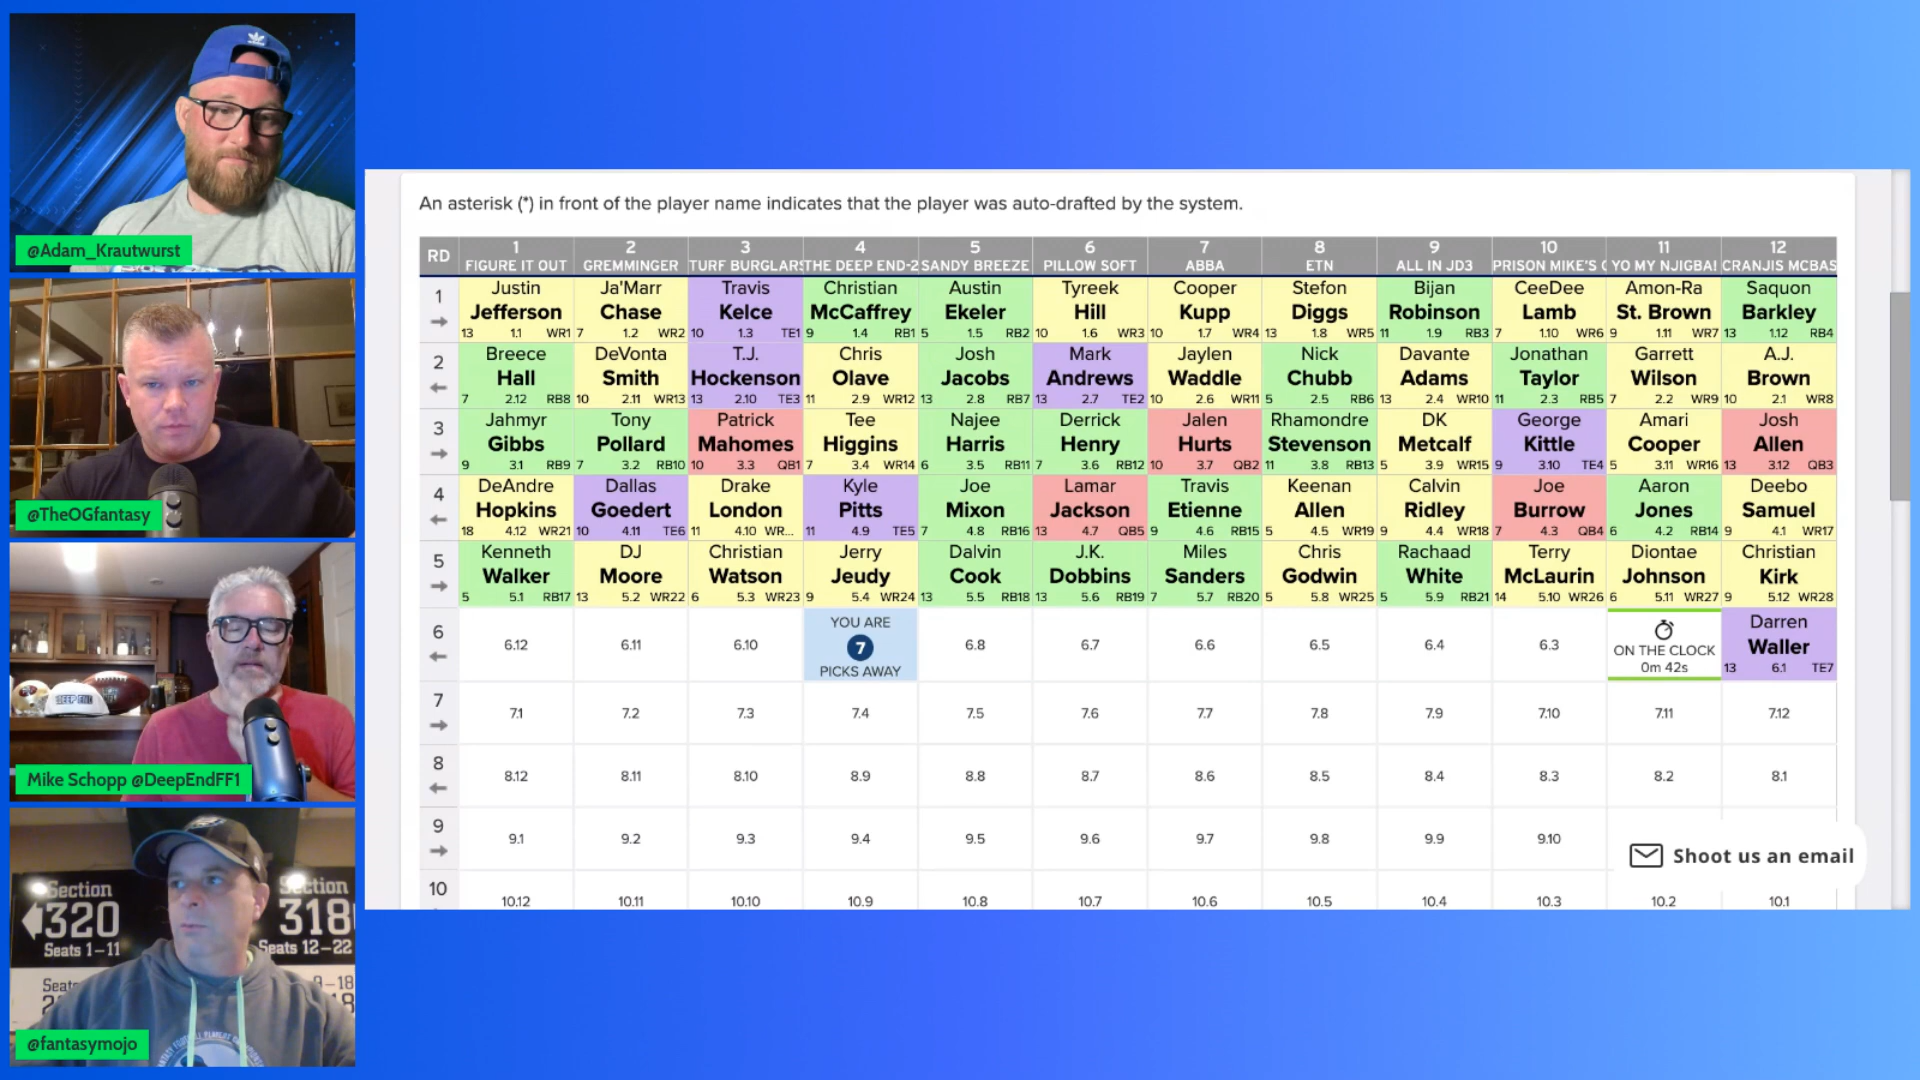 @Adam_Krautwurst
@TheOGfantasy
DEEP END
Mike Schopp @DeepEndFF1
Section
320
Seats 1-11
Section
318
Seats 12-22
@fantasymojo
An asterisk (*) in front of the player name indicates that the player was auto-drafted by the system.
RD 1 2 3 4 5 6 7 8 9 10 11 12
FIGURE IT OUT GREMMINGER TURF BURGLARS THE DEEP END-2 SANDY BREEZE PILLOW SOFT ABBA ETN ALL IN JD3 PRISON MIKE'S ( YO MY NJIGBA! CRANJIS MCBAS
1 Justin Ja'Marr Travis Christian Austin Tyreek Cooper Stefon Bijan CeeDee Amon-Ra Saquon
Jefferson Chase Kelce McCaffrey Ekeler Hill Kupp Diggs Robinson Lamb St. Brown Barkley
13 1.1 WR1 7 1.2 WR2 10 1.3 TE1 9 1.4 RB1 5 1.5 RB2 10 1.6 WR3 10 1.7 WR4 13 1.8 WR5 11 1.9 RB3 7 1.10 WR6 9 1.11 WR7 13 1.12 RB4
2 Breece DeVonta T.J. Chris Josh Mark Jaylen Nick Davante Jonathan Garrett A.J.
Hall Smith Hockenson Olave Jacobs Andrews Waddle Chubb Adams Taylor Wilson Brown
7 2.12 RB8 10 2.11 WR13 13 2.10 TE3 11 2.9 WR12 13 2.8 RB7 13 2.7 TE2 10 2.6 WR11 5 2.5 RB6 13 2.4 WR10 11 2.3 RB5 7 2.2 WR9 10 2.1 WR8
3 Jahmyr Tony Patrick Tee Najee Derrick Jalen Rhamondre DK George Amari Josh
Gibbs Pollard Mahomes Higgins Harris Henry Hurts Stevenson Metcalf Kittle Cooper Allen
9 3.1 RB9 7 3.2 RB10 10 3.3 QB1 7 3.4 WR14 6 3.5 RB11 7 3.6 RB12 10 3.7 QB2 11 3.8 RB13 5 3.9 WR15 9 3.10 TE4 5 3.11 WR16 13 3.12 QB3
4 DeAndre Dallas Drake Kyle Joe Lamar Travis Keenan Calvin Joe Aaron Deebo
Hopkins Goedert London Pitts Mixon Jackson Etienne Allen Ridley Burrow Jones Samuel
18 4.12 WR21 10 4.11 TE6 11 4.10 WR... 11 4.9 TE5 7 4.8 RB16 13 4.7 QB5 9 4.6 RB15 5 4.5 WR19 9 4.4 WR18 7 4.3 QB4 6 4.2 RB14 9 4.1 WR17
5 Kenneth DJ Christian Jerry Dalvin J.K. Miles Chris Rachaad Terry Diontae Christian
Walker Moore Watson Jeudy Cook Dobbins Sanders Godwin White McLaurin Johnson Kirk
5 5.1 RB17 13 5.2 WR22 6 5.3 WR23 9 5.4 WR24 13 5.5 RB18 13 5.6 RB19 7 5.7 RB20 5 5.8 WR25 5 5.9 RB21 14 5.10 WR26 6 5.11 WR27 9 5.12 WR28
6 6.12 6.11 6.10 YOU ARE 7 PICKS AWAY 6.8 6.7 6.6 6.5 6.4 6.3 ON THE CLOCK 0m 42s Darren Waller 13 6.1 TE7
7 7.1 7.2 7.3 7.4 7.5 7.6 7.7 7.8 7.9 7.10 7.11 7.12
8 8.12 8.11 8.10 8.9 8.8 8.7 8.6 8.5 8.4 8.3 8.2 8.1
9 9.1 9.2 9.3 9.4 9.5 9.6 9.7 9.8 9.9 9.10
Shoot us an email
10 10.12 10.11 10.10 10.9 10.8 10.7 10.6 10.5 10.4 10.3 10.2 10.1